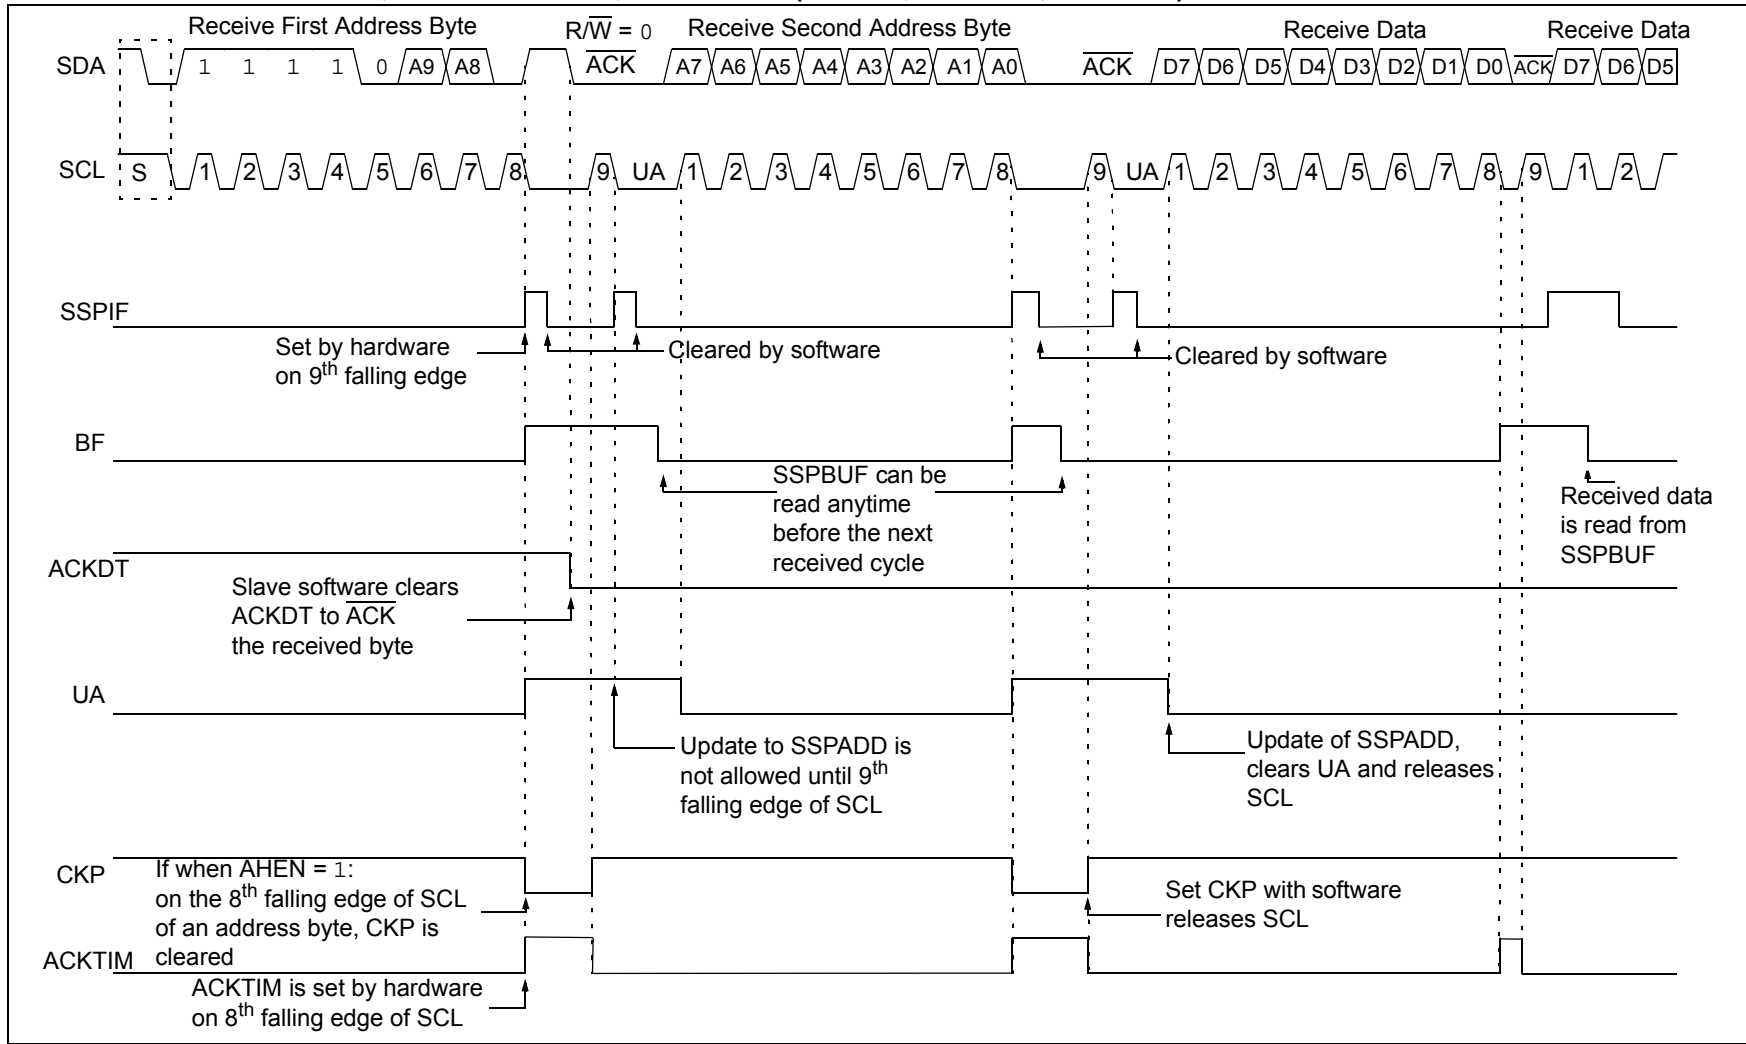 Receive First Address Byte
R/W = 0
Receive Second Address Byte
Receive Data
Receive Data
SDA
1 1 1 1 0 A9 A8
ACK
A7 A6 A5 A4 A3 A2 A1 A0
ACK
D7 D6 D5 D4 D3 D2 D1 D0 ACK D7 D6 D5
SCL
S
1 2 3 4 5 6 7 8 9 UA 1 2 3 4 5 6 7 8 9 UA 1 2 3 4 5 6 7 8 9 1 2
SSPIF
Set by hardware
on 9th falling edge
Cleared by software
Cleared by software
BF
SSPBUF can be
read anytime
before the next
received cycle
Received data
is read from
SSPBUF
ACKDT
Slave software clears
ACKDT to ACK
the received byte
UA
Update to SSPADD is
not allowed until 9th
falling edge of SCL
Update of SSPADD,
clears UA and releases
SCL
CKP
If when AHEN = 1:
on the 8th falling edge of SCL
of an address byte, CKP is
cleared
Set CKP with software
releases SCL
ACKTIM
ACKTIM is set by hardware
on 8th falling edge of SCL